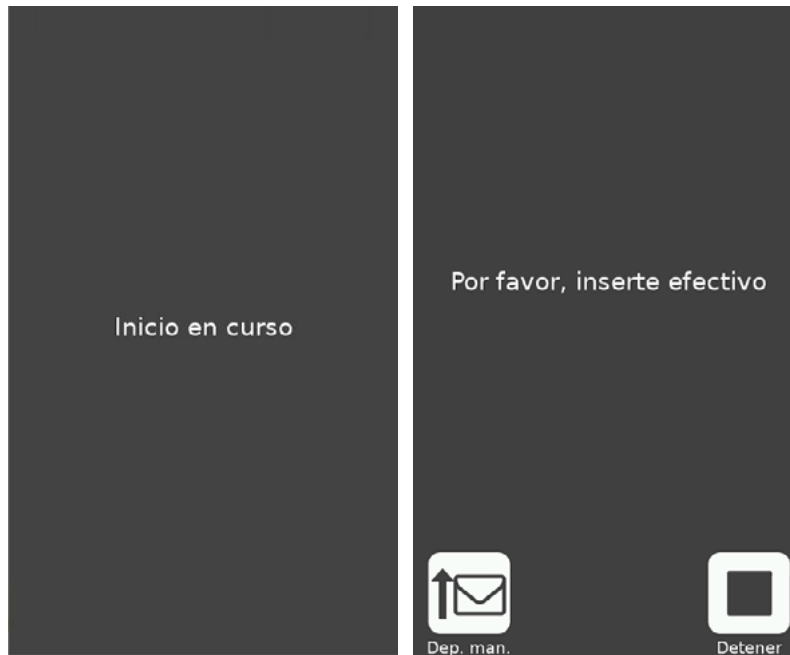 Inicio en curso
Por favor, inserte efectivo
Dep. man.
Detener